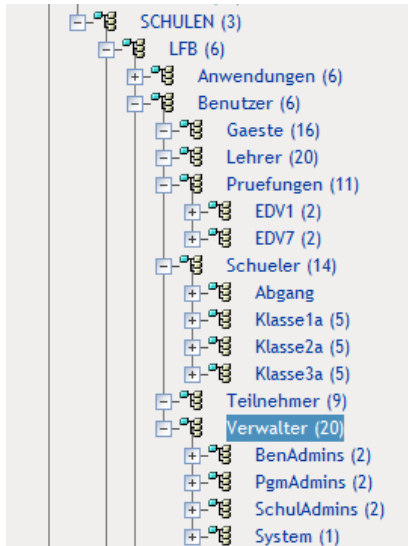 SCHULEN (3)
LFB (6)
Anwendungen (6)
Benutzer (6)
Gaeste (16)
Lehrer (20)
Pruefungen (11)
EDV1 (2)
EDV7 (2)
Schueler (14)
Abgang
Klasse1a (5)
Klasse2a (5)
Klasse3a (5)
Teilnehmer (9)
Verwalter (20)
BenAdmins (2)
PgmAdmins (2)
SchulAdmins (2)
System (1)